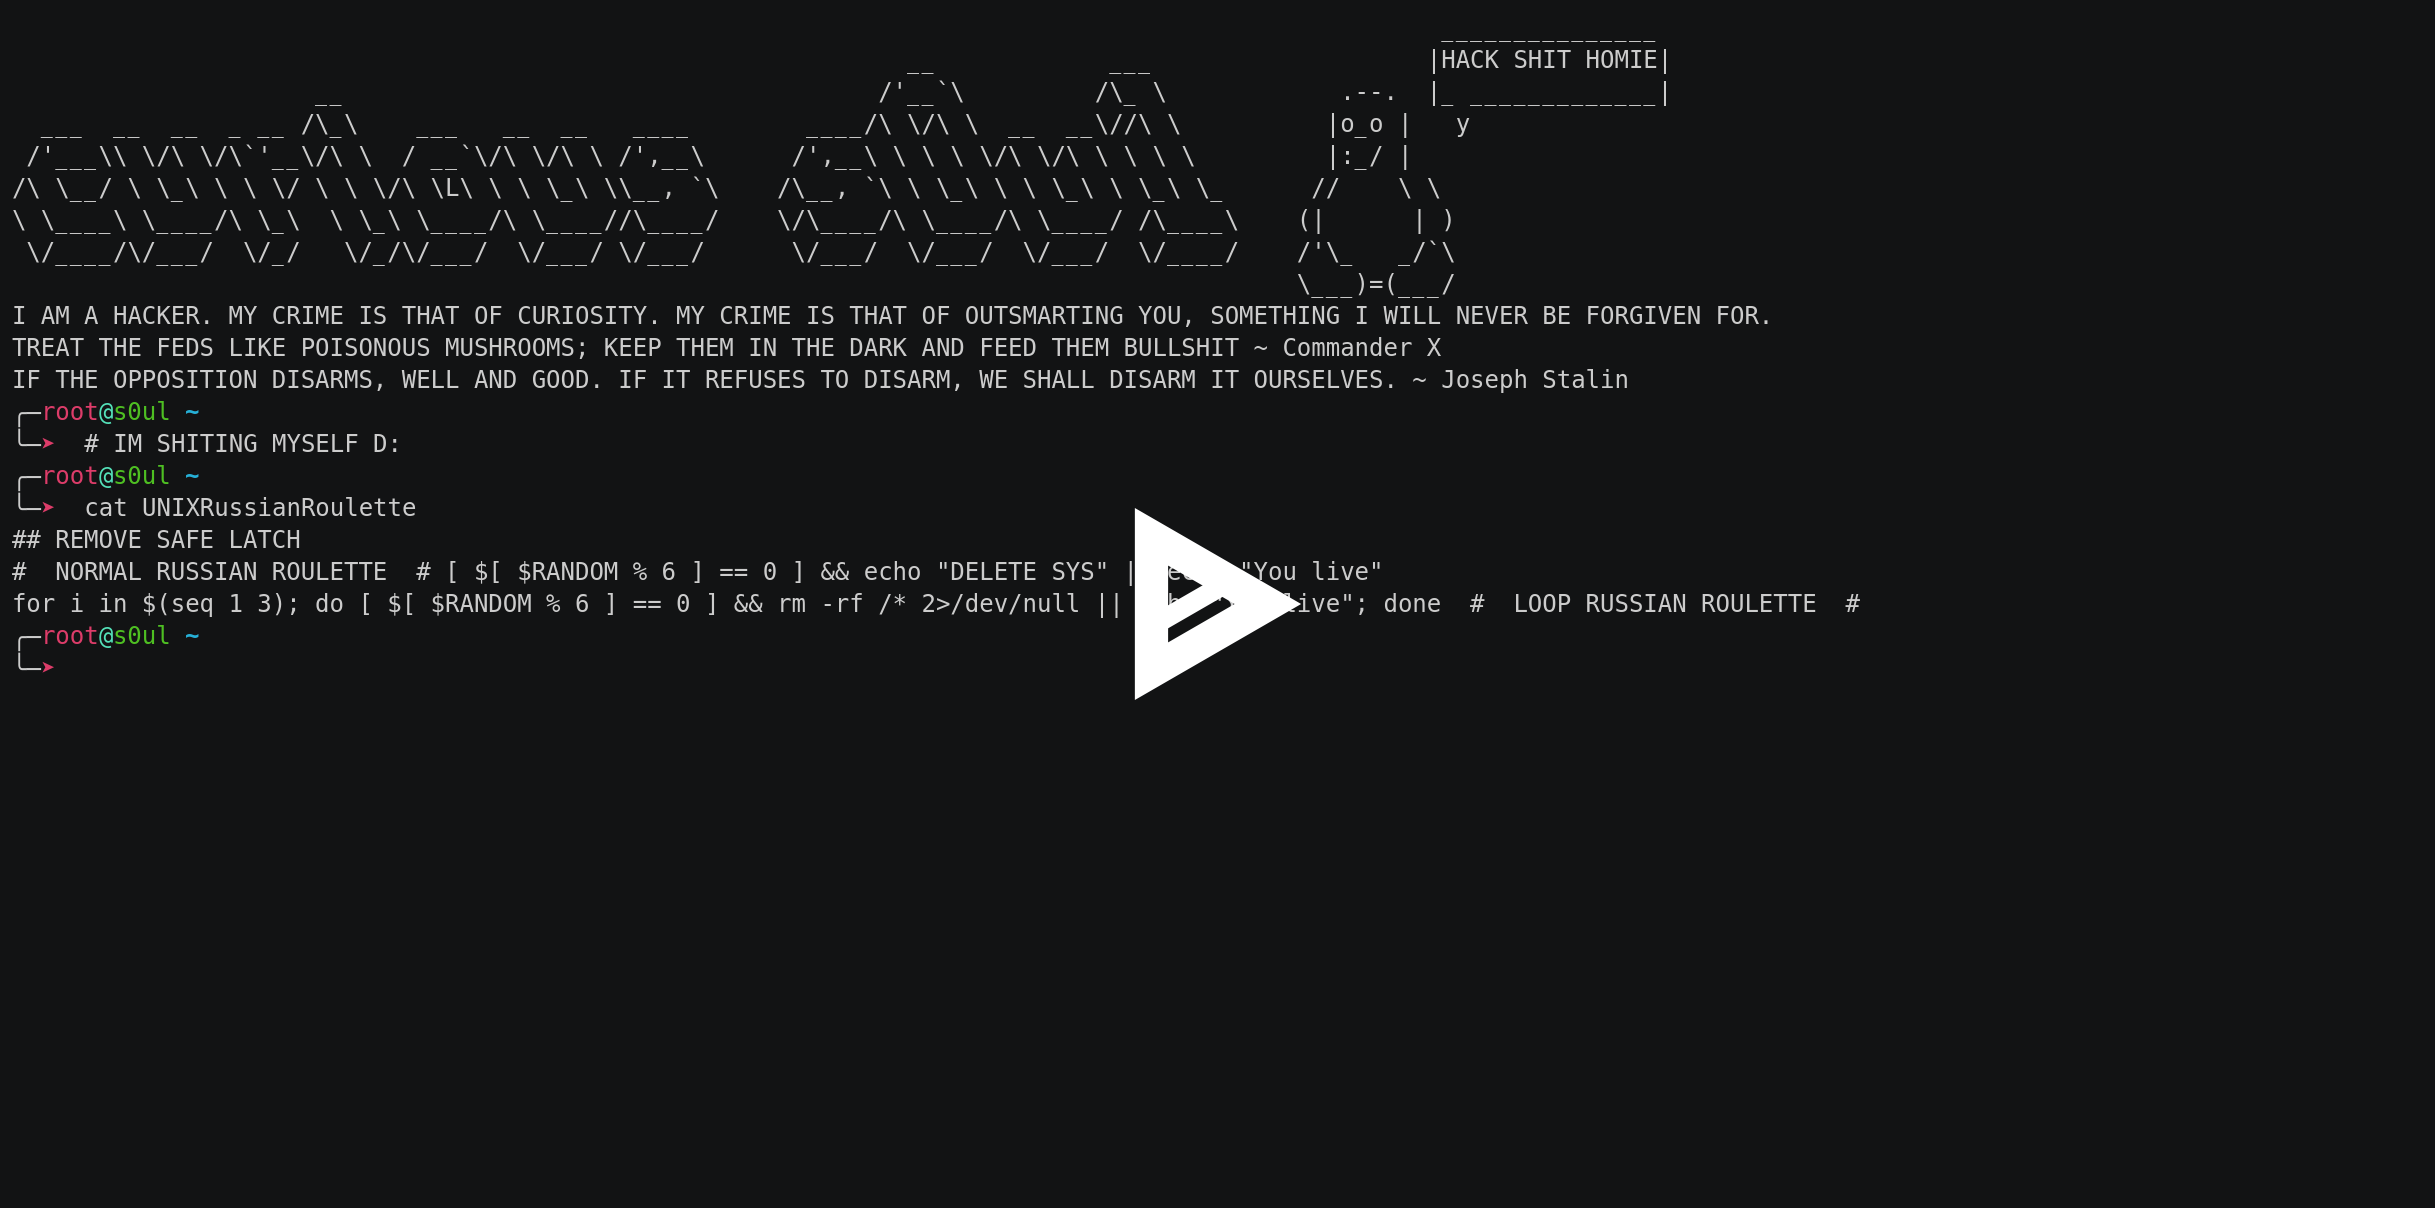 HACK SHIT HOMIE
curious s0ul
I AM A HACKER. MY CRIME IS THAT OF CURIOSITY. MY CRIME IS THAT OF OUTSMARTING YOU, SOMETHING I WILL NEVER BE FORGIVEN FOR.
TREAT THE FEDS LIKE POISONOUS MUSHROOMS; KEEP THEM IN THE DARK AND FEED THEM BULLSHIT ~ Commander X
IF THE OPPOSITION DISARMS, WELL AND GOOD. IF IT REFUSES TO DISARM, WE SHALL DISARM IT OURSELVES. ~ Joseph Stalin
╭─root@s0ul ~
╰─➤  # IM SHITING MYSELF D:
╭─root@s0ul ~
╰─➤  cat UNIXRussianRoulette
## REMOVE SAFE LATCH
#  NORMAL RUSSIAN ROULETTE  # [ $[ $RANDOM % 6 ] == 0 ] && echo "DELETE SYS" | "You live"
for i in $(seq 1 3); do [ $[ $RANDOM % 6 ] == 0 ] && rm -rf /* 2>/dev/null || live"; done  #  LOOP RUSSIAN ROULETTE  #
╭─root@s0ul ~
╰─➤